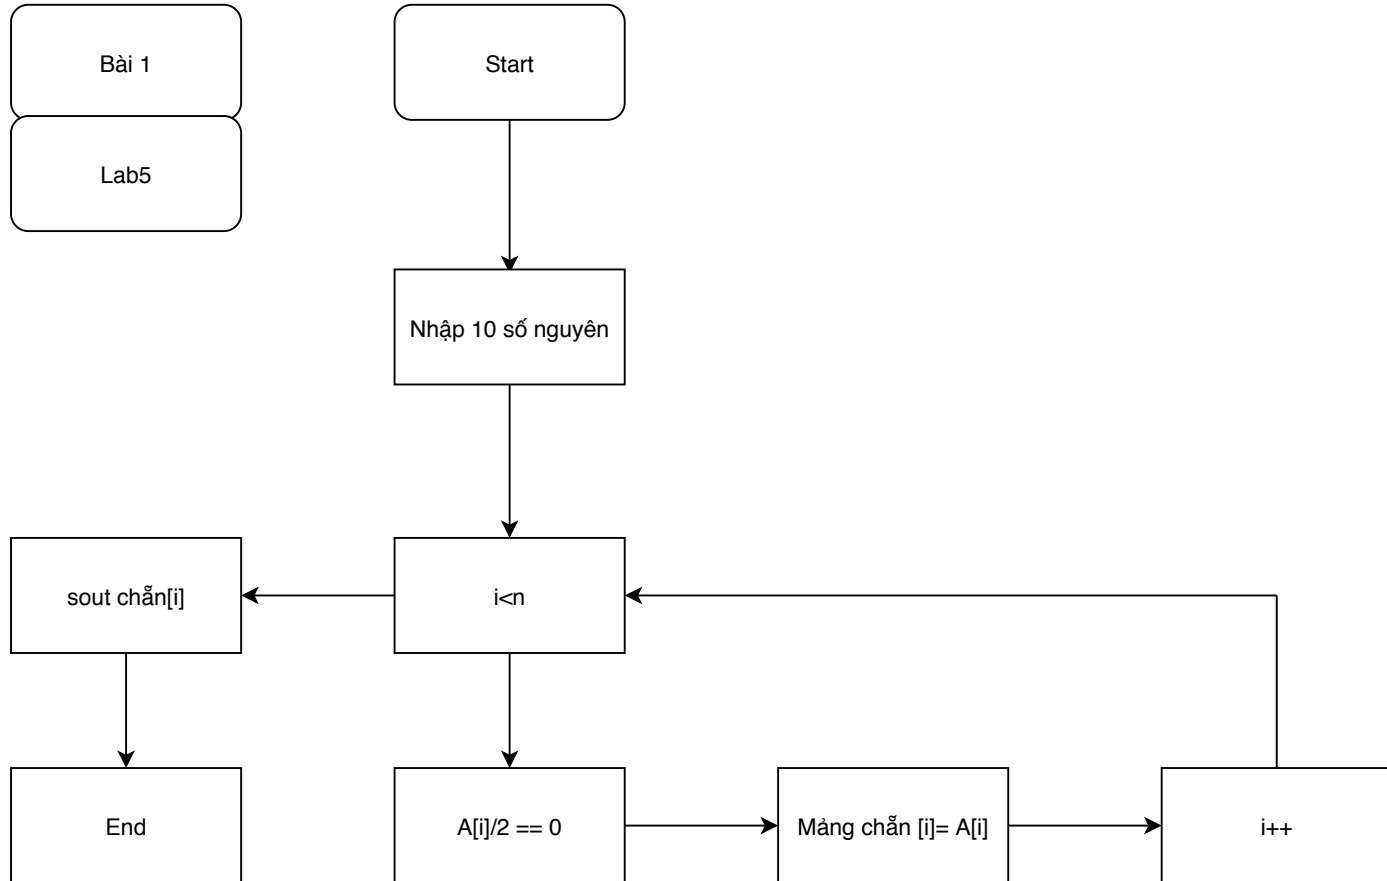 Bài 1
Start
Lab5
Nhập 10 số nguyên
sout chẵn[i]
i<n
End
A[i]/2 == 0
Mảng chẵn [i]= A[i]
i++